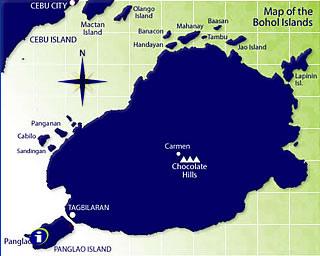 CEBU CITY
Olango
Island
Map of the
Bohol Islands
Mactan
Island
CEBU ISLAND
Banacon
Mahanay
Baasan
Tambu
Handayan
Jao Island
N
Lapinin
Isl.
Panganan
Cabilo
Sandingan
Carmen
Chocolate
Hills
TAGBILARAN
Panglao
i
PANGLAO ISLAND